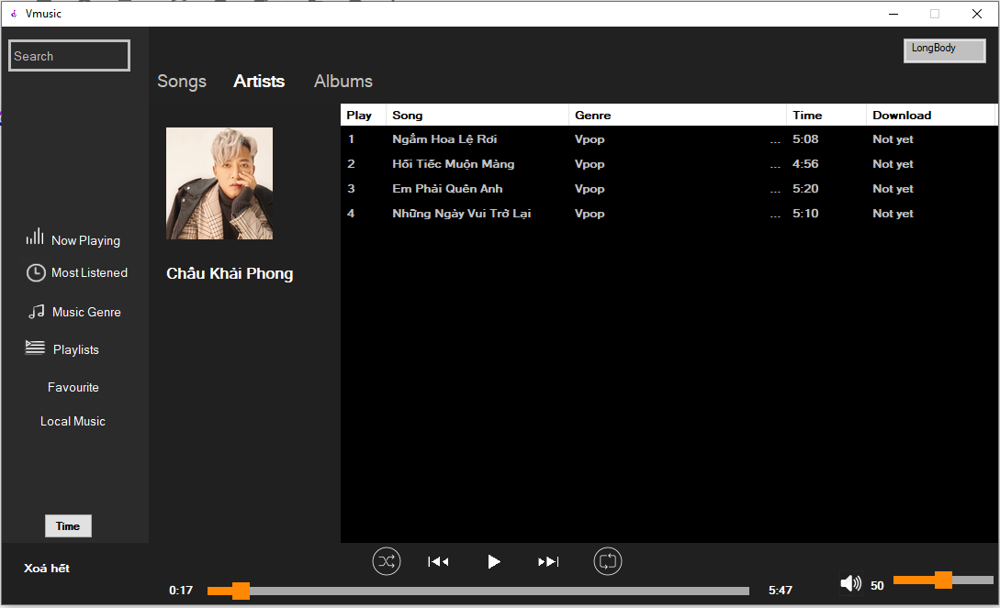 Vmusic
Search
LongBody
Songs Artists Albums
Play Song Genre Time Download
1 Ngắm Hoa Lệ Rơi Vpop ... 5:08 Not yet
2 Hối Tiếc Muộn Màng Vpop ... 4:56 Not yet
3 Em Phải Quên Anh Vpop ... 5:20 Not yet
4 Những Ngày Vui Trở Lại Vpop ... 5:10 Not yet
Châu Khải Phong
Now Playing
Most Listened
Music Genre
Playlists
Favourite
Local Music
Time
Xoá hết
0:17 5:47 50